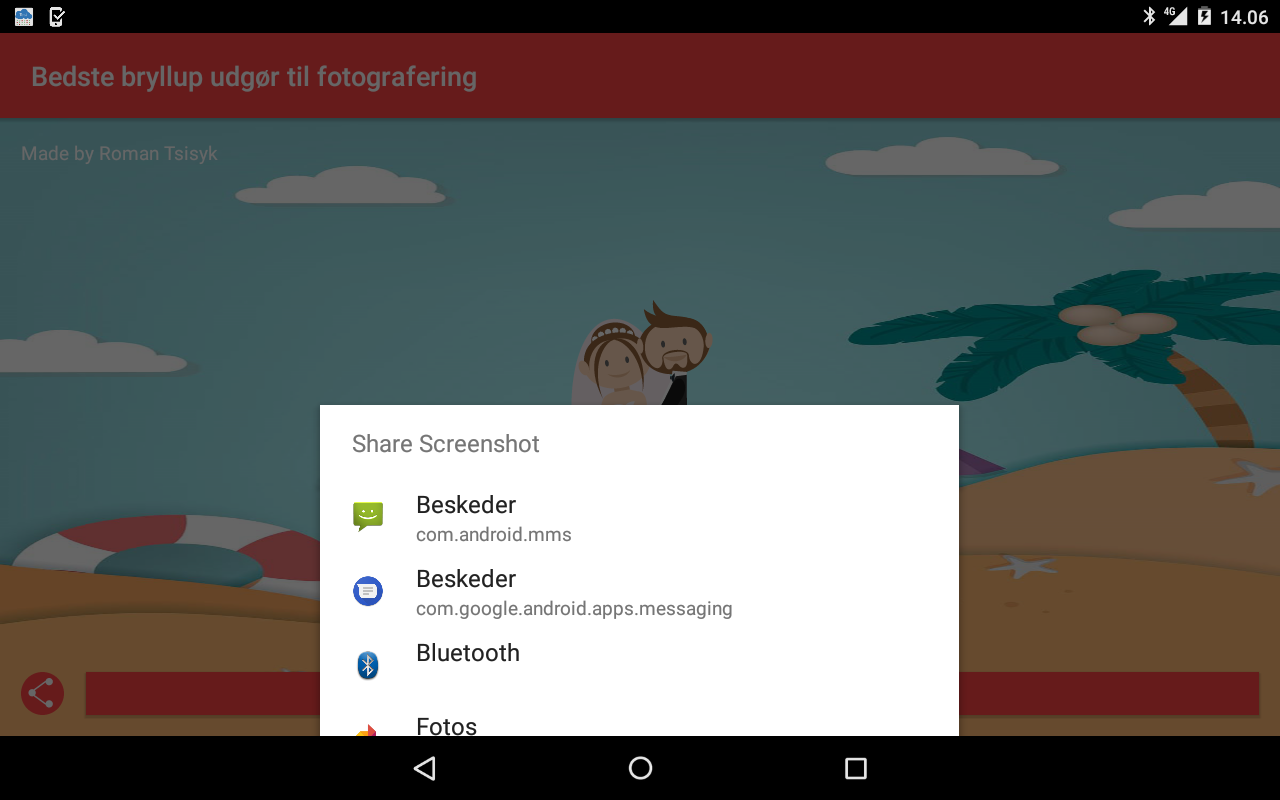 4G 14.06
Bedste bryllup udgør til fotografering
Made by Roman Tsisyk
Share Screenshot
Beskeder
com.android.mms
Beskeder
com.google.android.apps.messaging
Bluetooth
Fotos